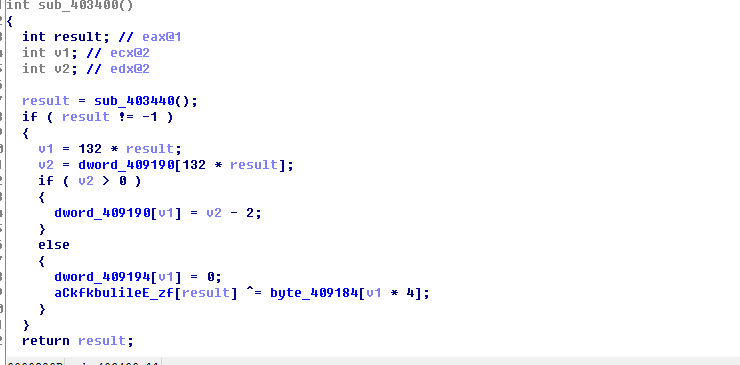 int sub_403400()
{
int result; // eax@1
int v1; // ecx@2
int v2; // edx@2
result = sub_403440();
if ( result != -1 )
{
v1 = 132 * result;
v2 = dword_409190[132 * result];
if ( v2 > 0 )
{
dword_409190[v1] = v2 - 2;
}
else
{
dword_409194[v1] = 0;
aCkfkbulileE_zf[result] ^= byte_409184[v1 * 4];
}
}
return result;